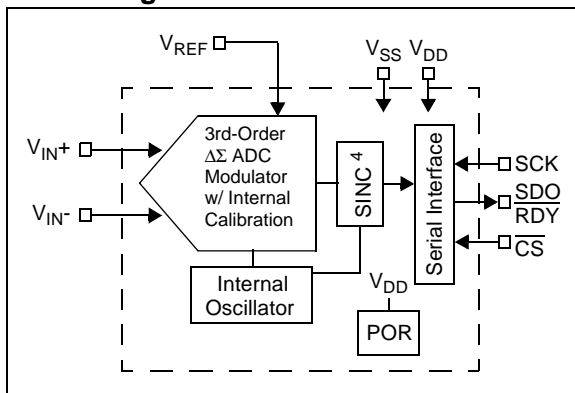 VREF
VSS VDD
VIN+
VIN-
3rd-Order
ΔΣ ADC
Modulator
w/ Internal
Calibration
SINC 4
Serial Interface
SCK
SDO
RDY
CS
Internal
Oscillator
VDD
POR